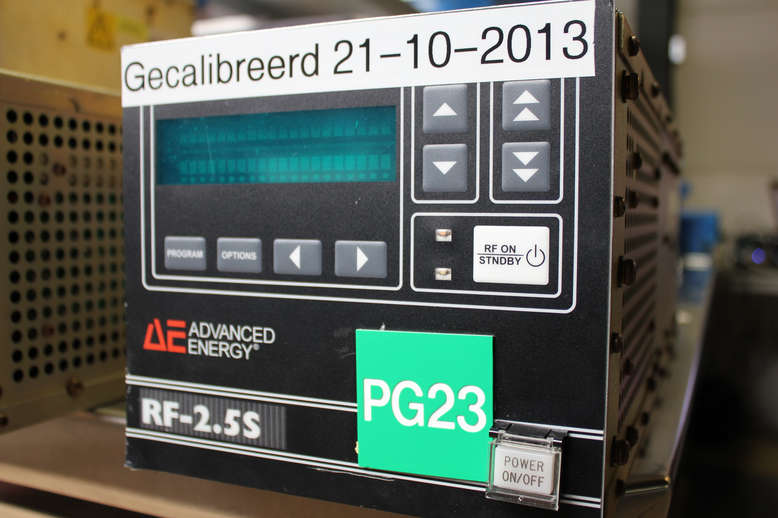 Gecalibreerd 21-10-2013
PROGRAM
OPTIONS
RF ON
STNDBY
AE ADVANCED
ENERGY®
RF-2.5S
PG23
POWER
ON/OFF